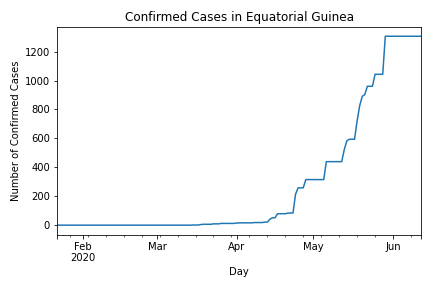 Confirmed Cases in Equatorial Guinea
Number of Confirmed Cases
1200
1000
800
600
400
200
0
Feb Mar Apr May Jun
2020
Day